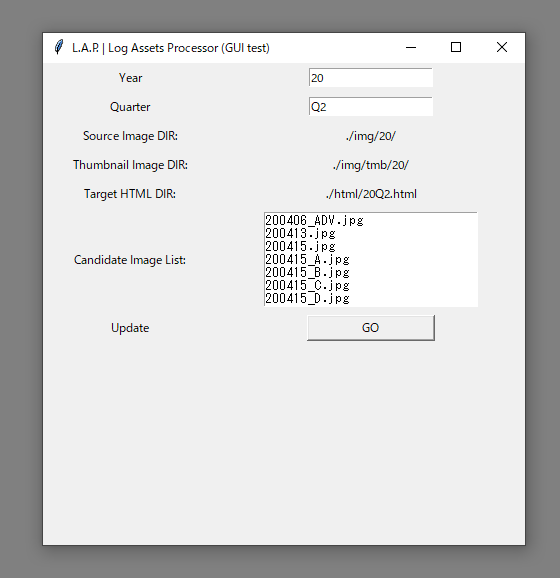 L.A.P. | Log Assets Processor (GUI test)
Year 20
Quarter Q2
Source Image DIR: ./img/20/
Thumbnail Image DIR: ./img/tmb/20/
Target HTML DIR: ./html/20Q2.html
Candidate Image List:
200406_ADV.jpg
200413.jpg
200415.jpg
200415_A.jpg
200415_B.jpg
200415_C.jpg
200415_D.jpg
Update GO